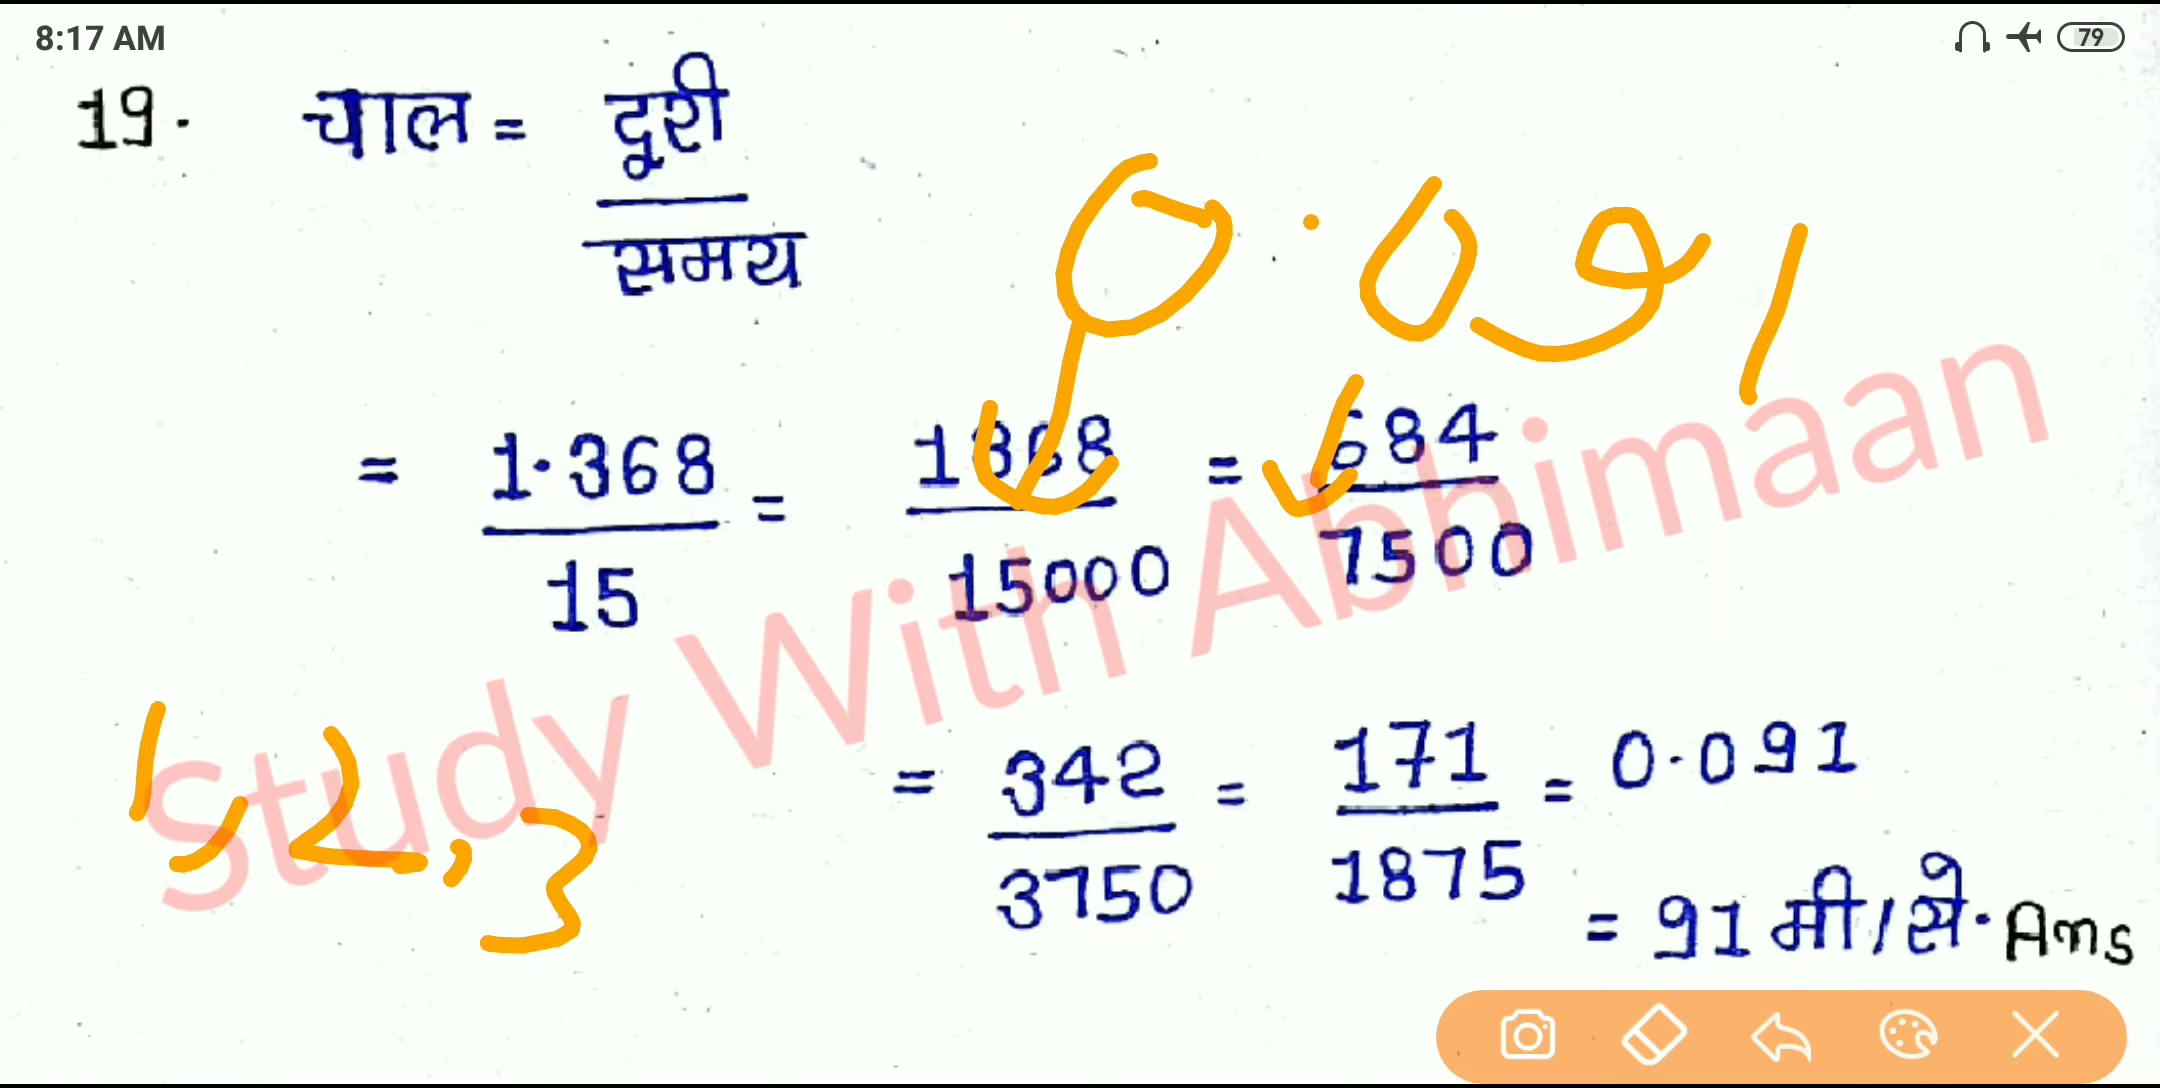 8:17 AM 79
19. चाल = दूरी / समय
0.091
= 1.368 / 15 = 1368 / 15000 = 684 / 7500
Study With Abhimaan
1, 2, 3
= 342 / 3750 = 171 / 1875 = 0.091
= 91 मी/से. Ans